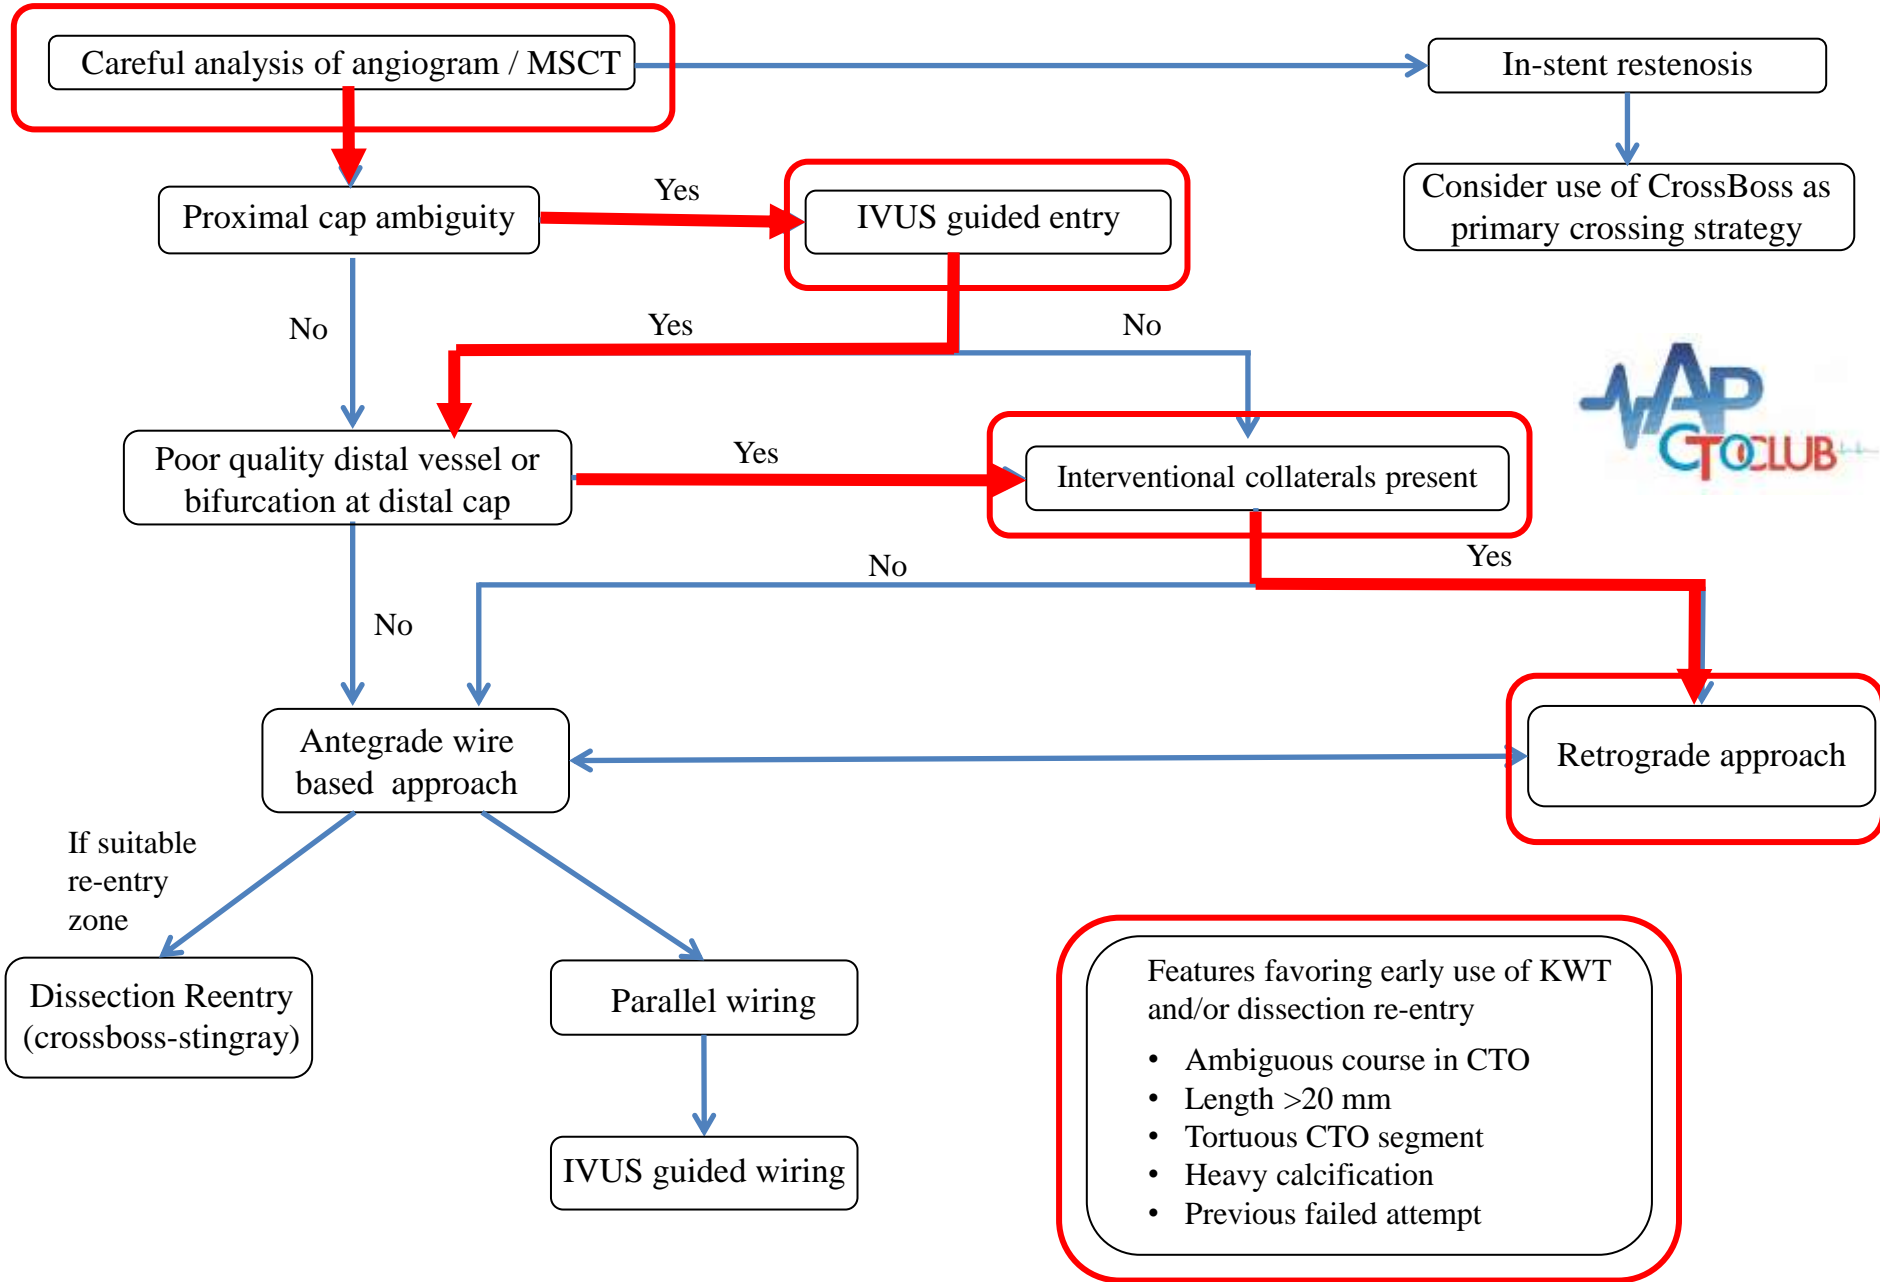 Careful analysis of angiogram / MSCT
In-stent restenosis
Proximal cap ambiguity
Yes
IVUS guided entry
Consider use of CrossBoss as
primary crossing strategy
No
Yes
No
AP
CTO CLUB
Poor quality distal vessel or
bifurcation at distal cap
Yes
Interventional collaterals present
No
Yes
No
Antegrade wire
based approach
Retrograde approach
If suitable
re-entry
zone
Dissection Reentry
(crossboss-stingray)
Parallel wiring
IVUS guided wiring
Features favoring early use of KWT
and/or dissection re-entry
• Ambiguous course in CTO
• Length >20 mm
• Tortuous CTO segment
• Heavy calcification
• Previous failed attempt